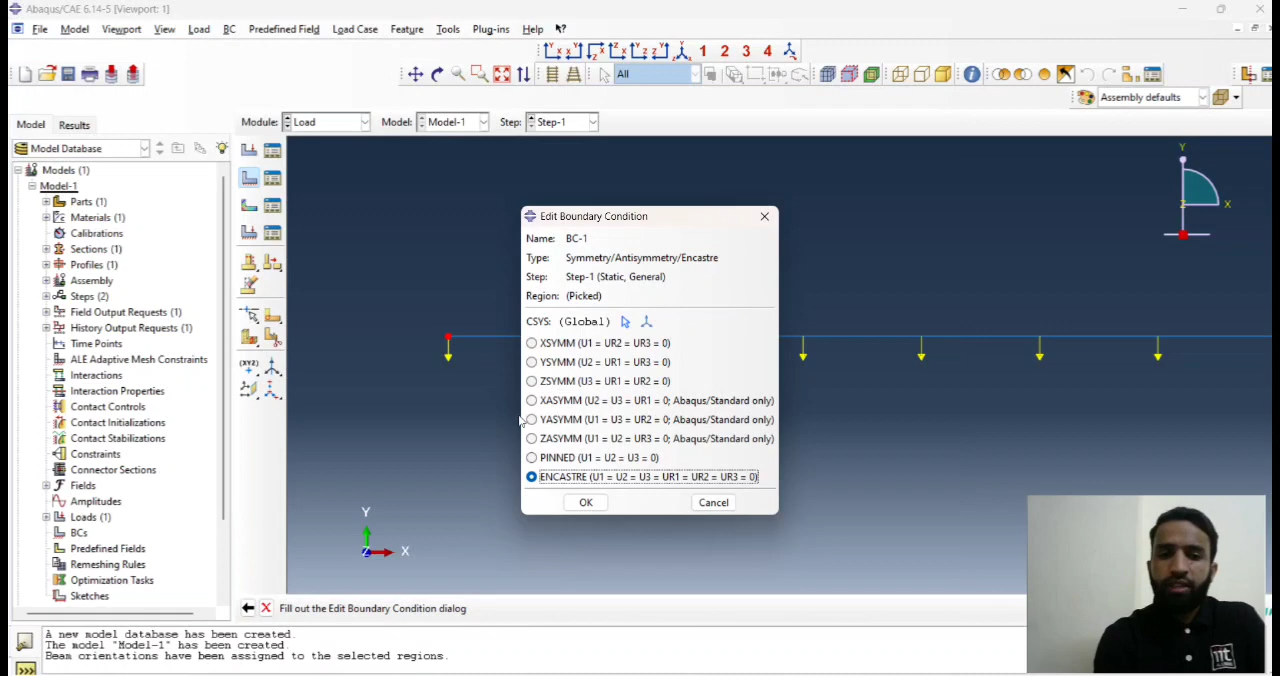 Abaqus/CAE 6.14-5 [Viewport: 1]
File Model Viewport View Load BC Predefined Field Load Case Feature Tools Plug-ins Help
1 2 3 4
All
Assembly defaults
Model Results
Module: Load Model: Model-1 Step: Step-1
Model Database
Models (1)
Model-1
Parts (1)
Materials (1)
Calibrations
Sections (1)
Profiles (1)
Assembly
Steps (2)
Field Output Requests (1)
History Output Requests (1)
Time Points
ALE Adaptive Mesh Constraints
Interactions
Interaction Properties
Contact Controls
Contact Initializations
Contact Stabilizations
Constraints
Connector Sections
Fields
Amplitudes
Loads (1)
BCs
Predefined Fields
Remeshing Rules
Optimization Tasks
Sketches
(XYZ)
Edit Boundary Condition
Name: BC-1
Type: Symmetry/Antisymmetry/Encastre
Step: Step-1 (Static, General)
Region: (Picked)
CSYS: (Global)
XSYMM (U1 = UR2 = UR3 = 0)
YSYMM (U2 = UR1 = UR3 = 0)
ZSYMM (U3 = UR1 = UR2 = 0)
XASYMM (U2 = U3 = UR1 = 0; Abaqus/Standard only)
YASYMM (U1 = U3 = UR2 = 0; Abaqus/Standard only)
ZASYMM (U1 = U2 = UR3 = 0; Abaqus/Standard only)
PINNED (U1 = U2 = U3 = 0)
ENCASTRE (U1 = U2 = U3 = UR1 = UR2 = UR3 = 0)
OK Cancel
Y
Z X
Y
Z X
Fill out the Edit Boundary Condition dialog
A new model database has been created.
The model "Model-1" has been created.
Beam orientations have been assigned to the selected regions.
>>>